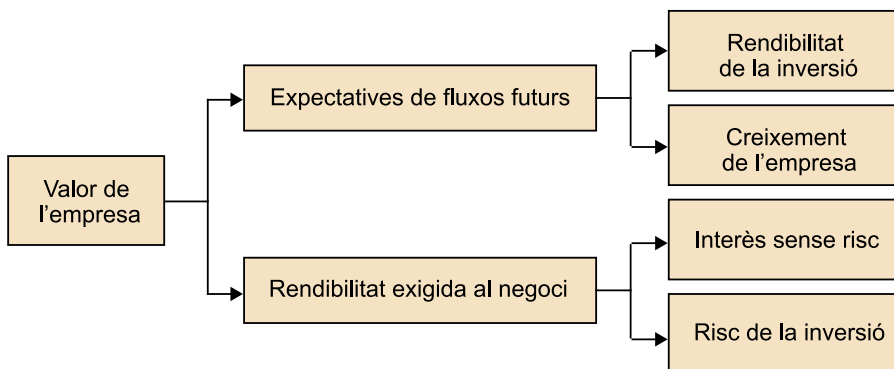 Valor de
l'empresa
Expectatives de fluxos futurs
Rendibilitat
de la inversió
Creixement
de l'empresa
Rendibilitat exigida al negoci
Interès sense risc
Risc de la inversió